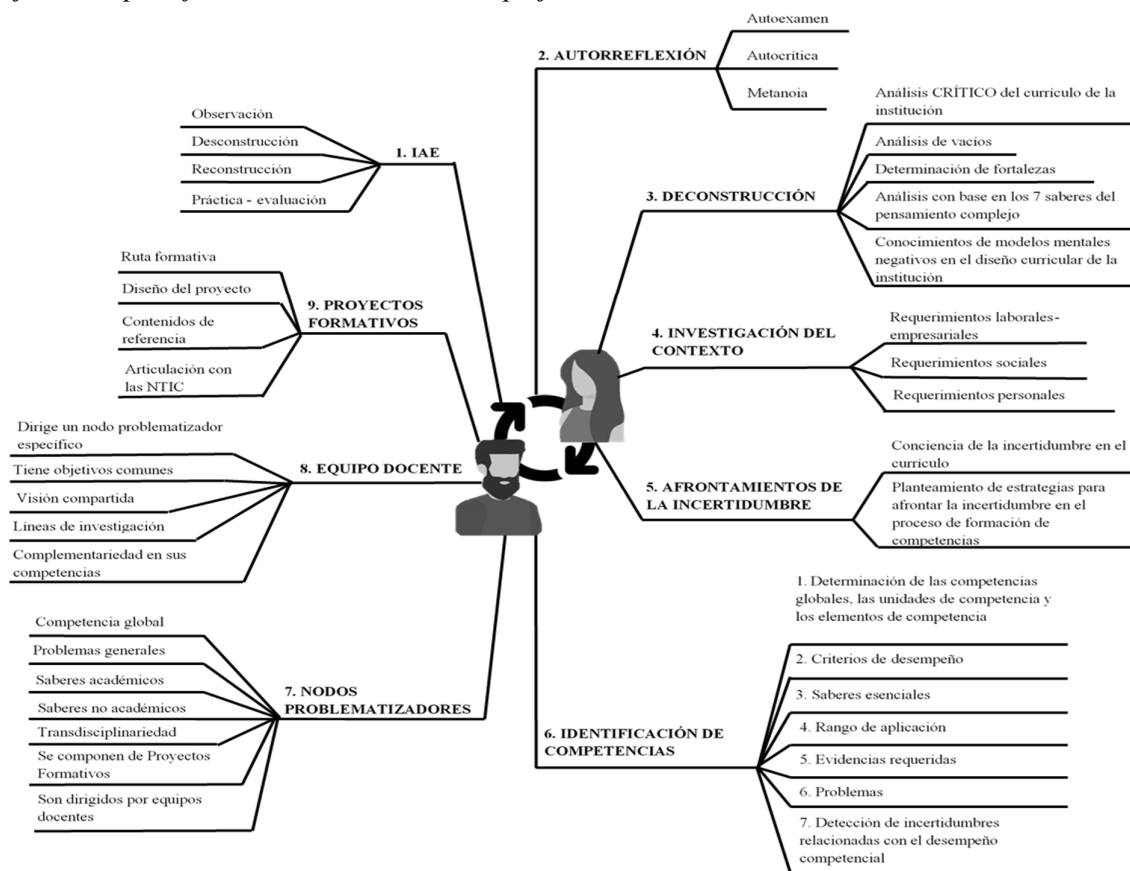 1. IAE
Observación
Desconstrucción
Reconstrucción
Práctica - evaluación
2. AUTORREFLEXIÓN
Autoexamen
Autocrítica
Metanoia
3. DECONSTRUCCIÓN
Análisis CRÍTICO del currículo de la
institución
Análisis de vacíos
Determinación de fortalezas
Análisis con base en los 7 saberes del
pensamiento complejo
Conocimientos de modelos mentales
negativos en el diseño curricular de la
institución
4. INVESTIGACIÓN DEL
CONTEXTO
Requerimientos laborales-
empresariales
Requerimientos sociales
Requerimientos personales
5. AFRONTAMIENTOS DE
LA INCERTIDUMBRE
Conciencia de la incertidumbre en el
currículo
Planteamiento de estrategias para
afrontar la incertidumbre en el
proceso de formación de
competencias
6. IDENTIFICACIÓN DE
COMPETENCIAS
1. Determinación de las competencias
globales, las unidades de competencia y
los elementos de competencia
2. Criterios de desempeño
3. Saberes esenciales
4. Rango de aplicación
5. Evidencias requeridas
6. Problemas
7. Detección de incertidumbres
relacionadas con el desempeño
competencial
7. NODOS
PROBLEMATIZADORES
Competencia global
Problemas generales
Saberes académicos
Saberes no académicos
Transdisciplinariedad
Se componen de Proyectos
Formativos
Son dirigidos por equipos
docentes
8. EQUIPO DOCENTE
Dirige un nodo problematizador
específico
Tiene objetivos comunes
Visión compartida
Líneas de investigación
Complementariedad en sus
competencias
9. PROYECTOS
FORMATIVOS
Ruta formativa
Diseño del proyecto
Contenidos de
referencia
Articulación con
las NTIC